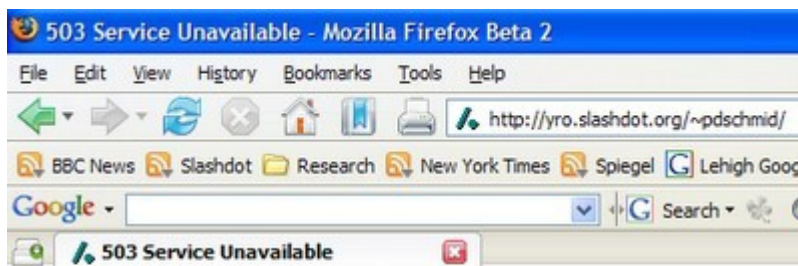 503 Service Unavailable - Mozilla Firefox Beta 2
File Edit View History Bookmarks Tools Help
http://yro.slashdot.org/~pdschmid/
BBC News Slashdot Research New York Times Spiegel G Lehigh Goog
Google G Search
503 Service Unavailable